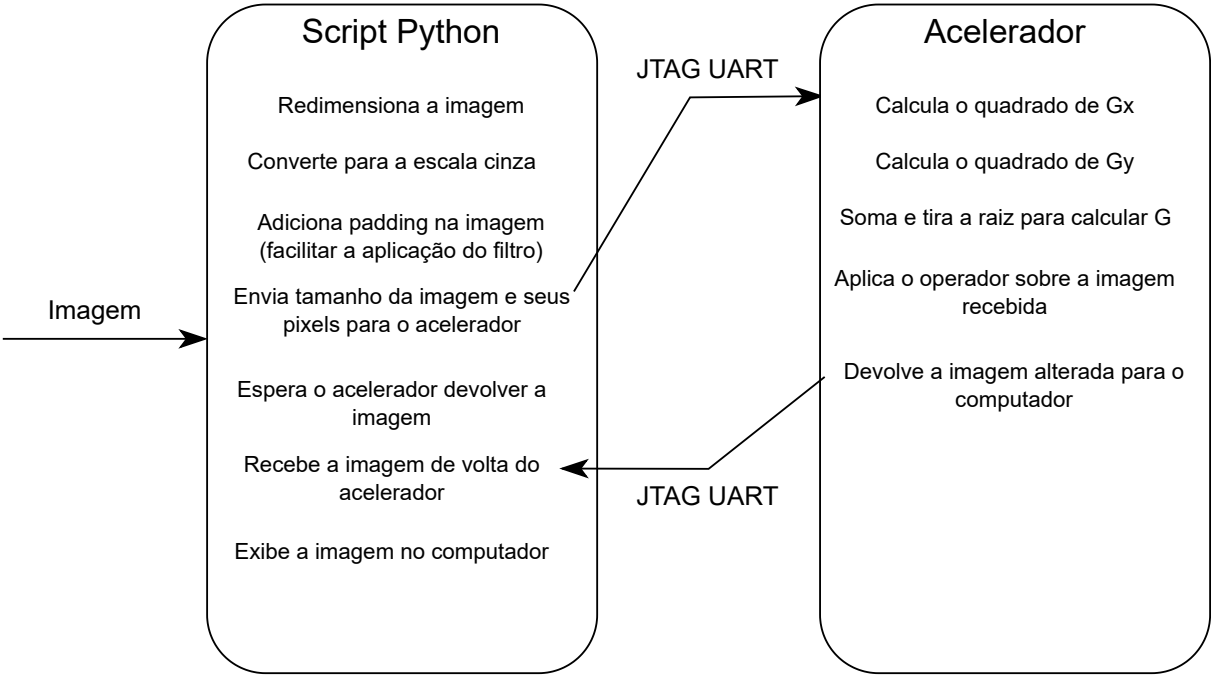 Imagem
Script Python
Redimensiona a imagem
Converte para a escala cinza
Adiciona padding na imagem
(facilitar a aplicação do filtro)
Envia tamanho da imagem e seus
pixels para o acelerador
Espera o acelerador devolver a
imagem
Recebe a imagem de volta do
acelerador
Exibe a imagem no computador
JTAG UART
JTAG UART
Acelerador
Calcula o quadrado de Gx
Calcula o quadrado de Gy
Soma e tira a raiz para calcular G
Aplica o operador sobre a imagem
recebida
Devolve a imagem alterada para o
computador